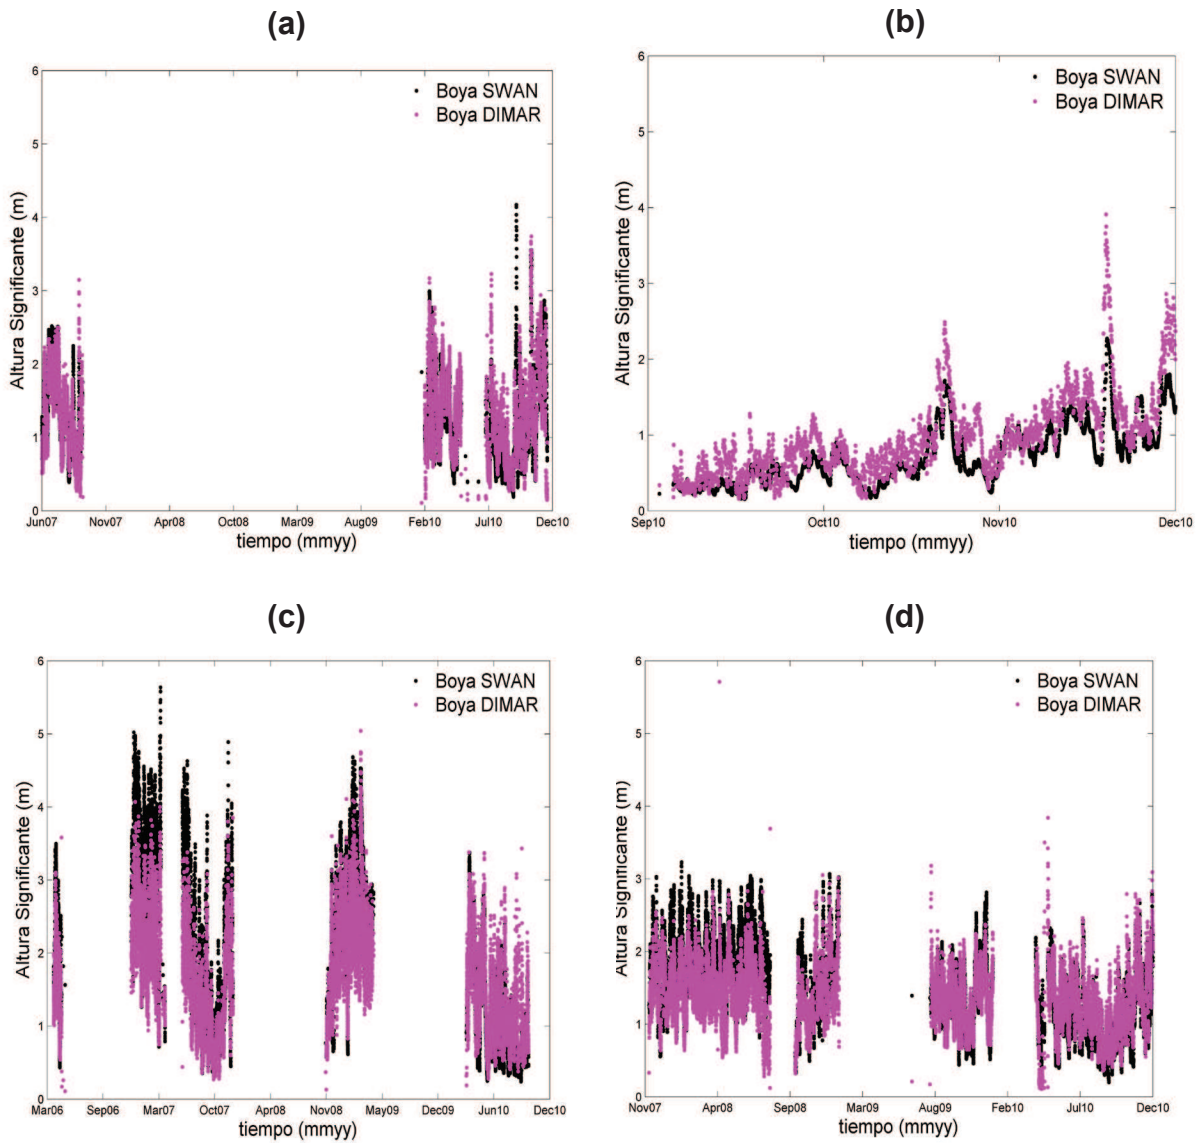 (a)
6
5
4
3
2
1
0
Altura Significante (m)
Boya SWAN
Boya DIMAR
Jun07 Nov07 Apr08 Oct08 Mar09 Aug09 Feb10 Jul10 Dec10
tiempo (mmyy)
(b)
6
5
4
3
2
1
0
Altura Significante (m)
Boya SWAN
Boya DIMAR
Sep10 Oct10 Nov10 Dec10
tiempo (mmyy)
(c)
6
5
4
3
2
1
0
Altura Significante (m)
Boya SWAN
Boya DIMAR
Mar06 Sep06 Mar07 Oct07 Apr08 Nov08 May09 Dec09 Jun10 Dec10
tiempo (mmyy)
(d)
6
5
4
3
2
1
0
Altura Significante (m)
Boya SWAN
Boya DIMAR
Nov07 Apr08 Sep08 Mar09 Aug09 Feb10 Jul10 Dec10
tiempo (mmyy)